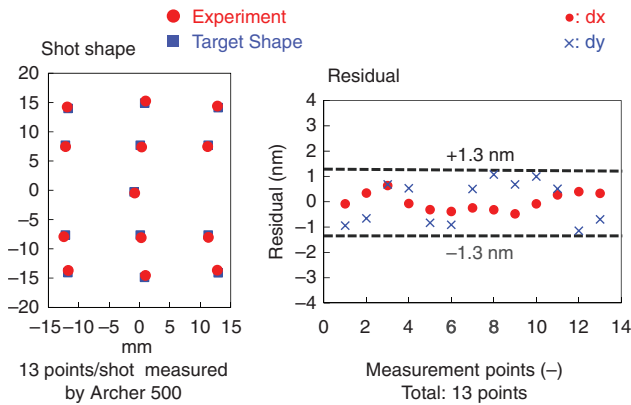 Experiment
Target Shape
dx
: dy
Shot shape
Residual
20
15
10
5
0
−5
−10
−15
−20
−15−10 −5 0 5 10 15
mm
13 points/shot measured
by Archer 500
Residual (nm)
4
3
2
1
0
−1
−2
−3
−4
+1.3 nm
−1.3 nm
0 2 4 6 8 10 12 14
Measurement points (–)
Total: 13 points